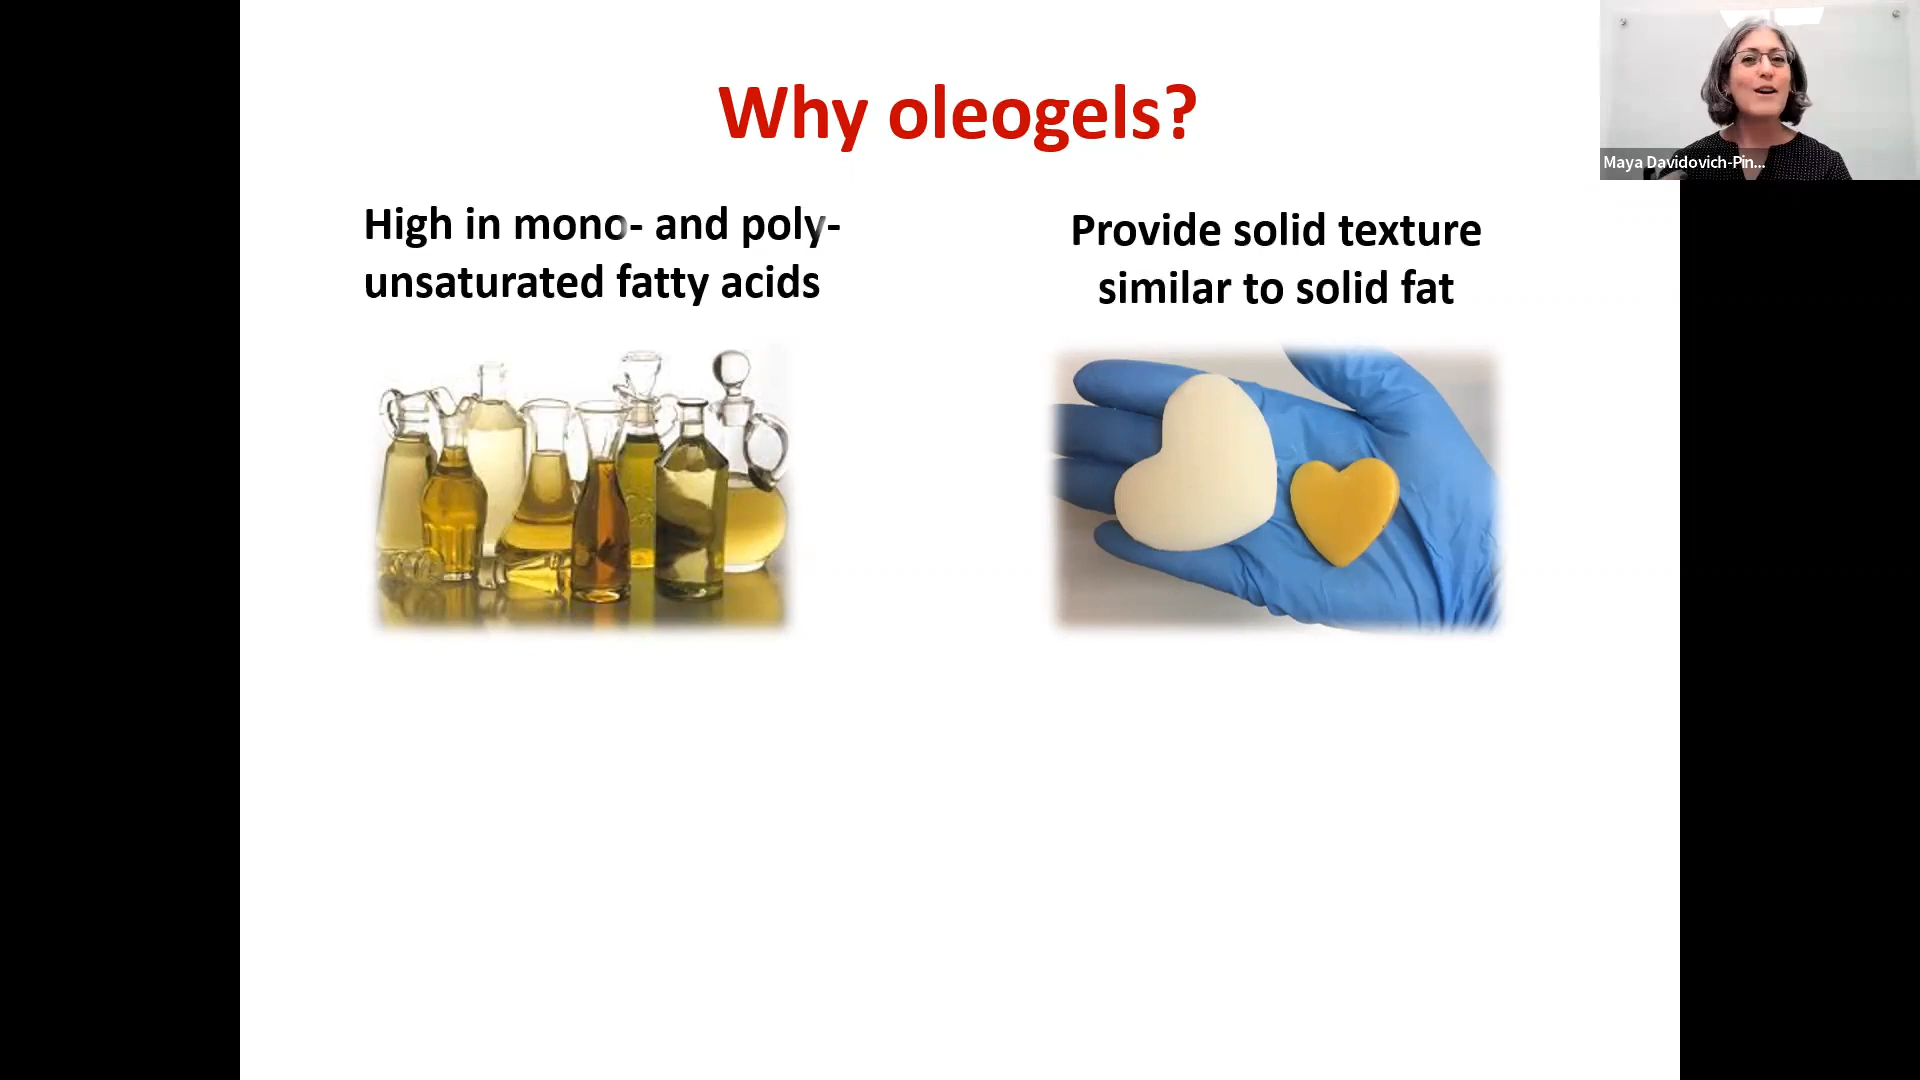 Why oleogels?
High in mono- and poly-
unsaturated fatty acids
Provide solid texture
similar to solid fat
Maya Davidovich-Pin...